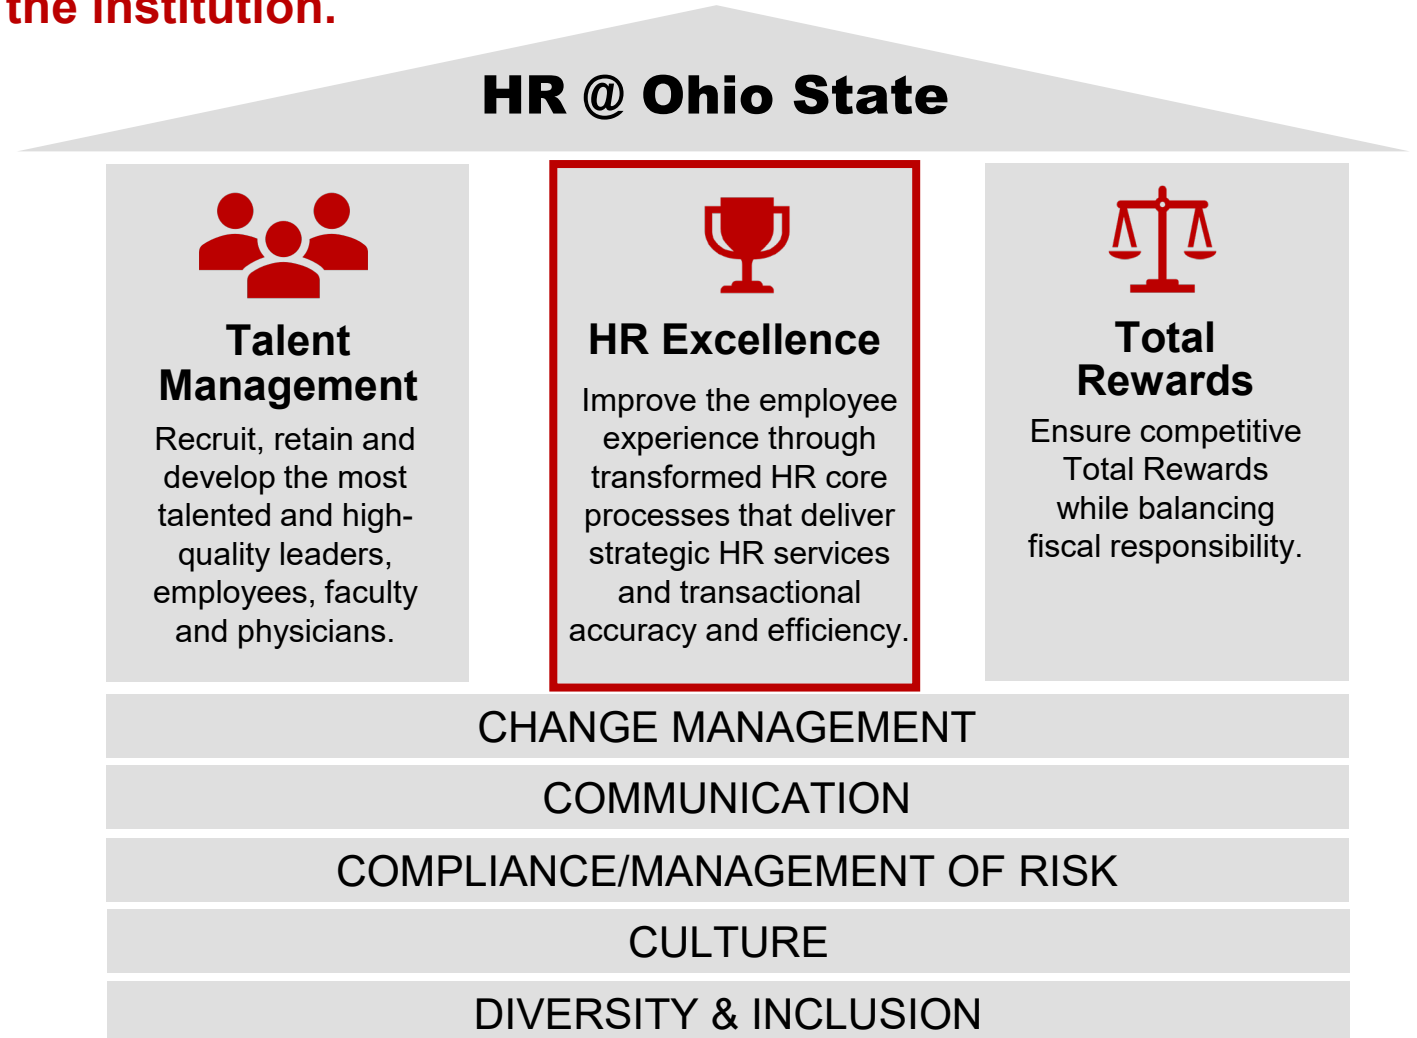 the institution.
HR @ Ohio State
Talent
Management
Recruit, retain and
develop the most
talented and high-
quality leaders,
employees, faculty
and physicians.
HR Excellence
Improve the employee
experience through
transformed HR core
processes that deliver
strategic HR services
and transactional
accuracy and efficiency.
Total
Rewards
Ensure competitive
Total Rewards
while balancing
fiscal responsibility.
CHANGE MANAGEMENT
COMMUNICATION
COMPLIANCE/MANAGEMENT OF RISK
CULTURE
DIVERSITY & INCLUSION